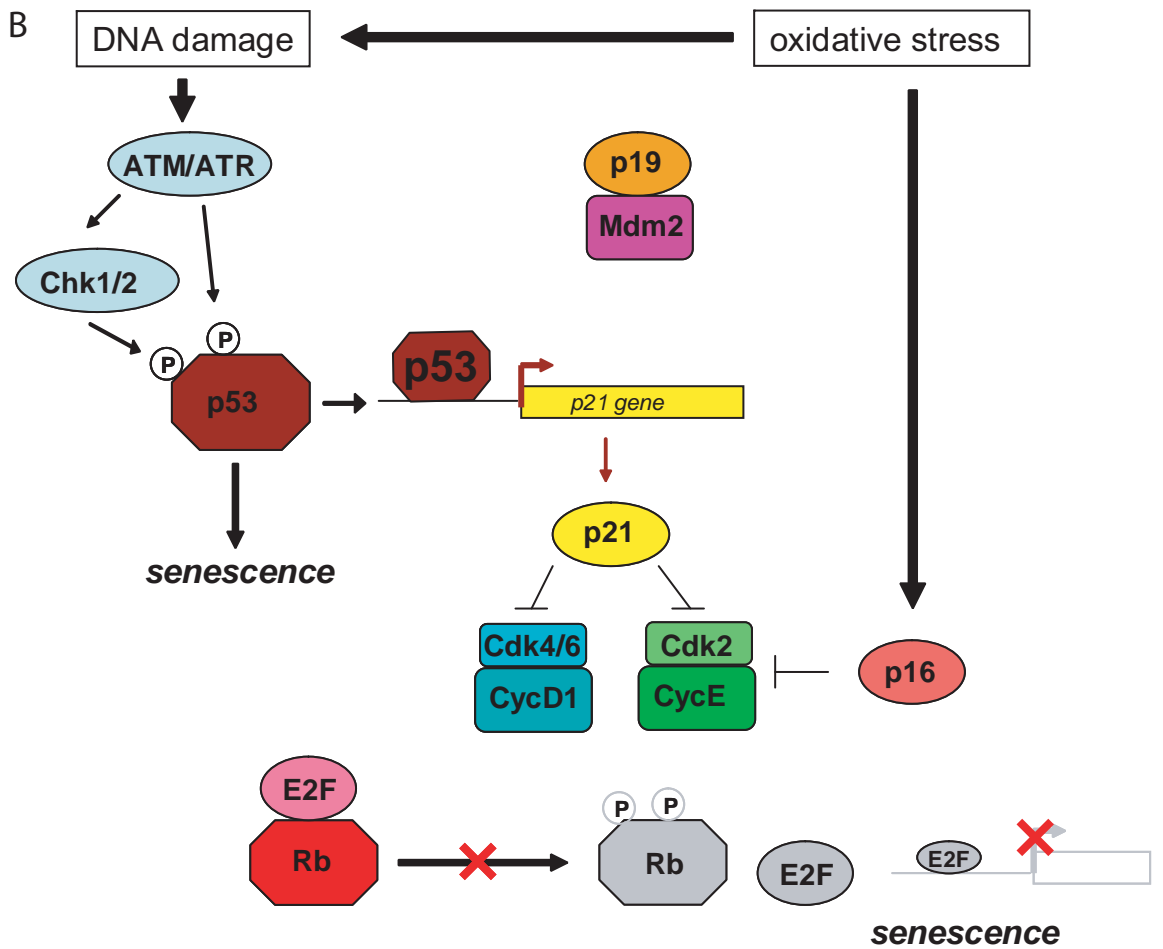 B
DNA damage
oxidative stress
ATM/ATR
p19
Mdm2
Chk1/2
P
P
p53
p53
p21 gene
p21
senescence
Cdk4/6
CycD1
Cdk2
CycE
p16
E2F
Rb
P
P
Rb
E2F
E2F
senescence